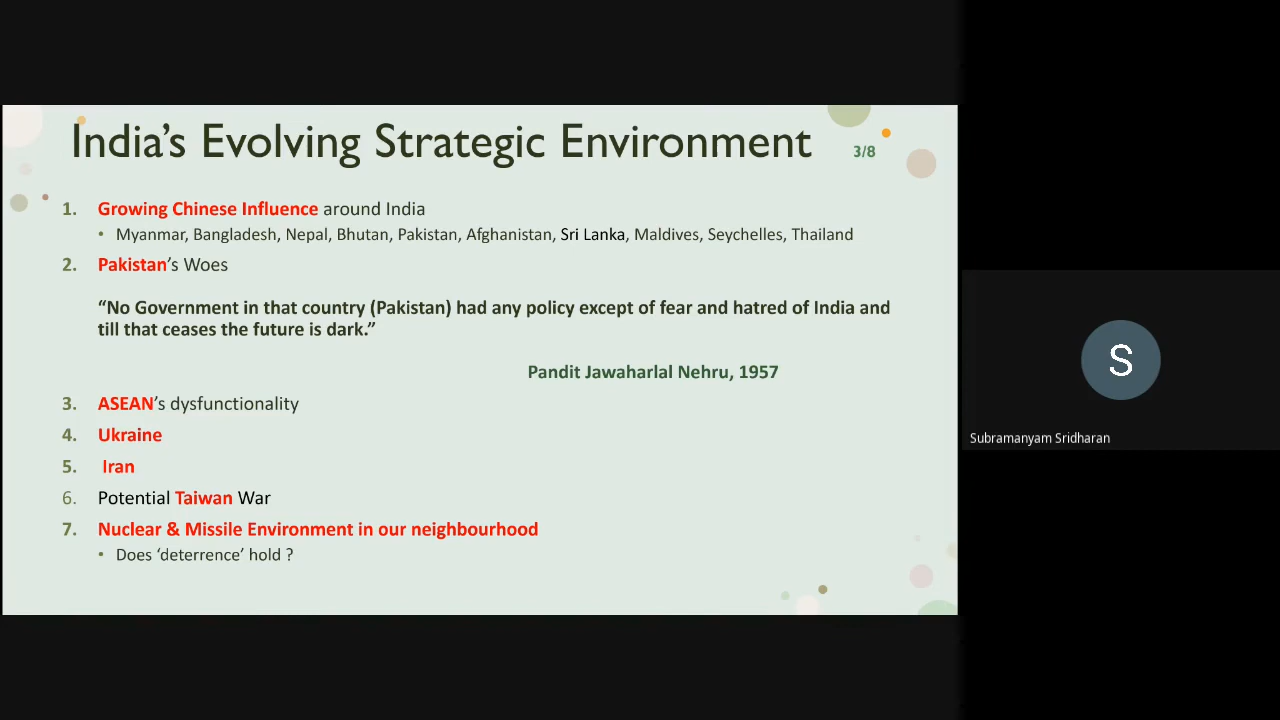 India's Evolving Strategic Environment 3/8
1. Growing Chinese Influence around India
• Myanmar, Bangladesh, Nepal, Bhutan, Pakistan, Afghanistan, Sri Lanka, Maldives, Seychelles, Thailand
2. Pakistan's Woes
“No Government in that country (Pakistan) had any policy except of fear and hatred of India and
till that ceases the future is dark.”
Pandit Jawaharlal Nehru, 1957
3. ASEAN's dysfunctionality
4. Ukraine
5. Iran
6. Potential Taiwan War
7. Nuclear & Missile Environment in our neighbourhood
• Does ‘deterrence’ hold ?
S
Subramanyam Sridharan